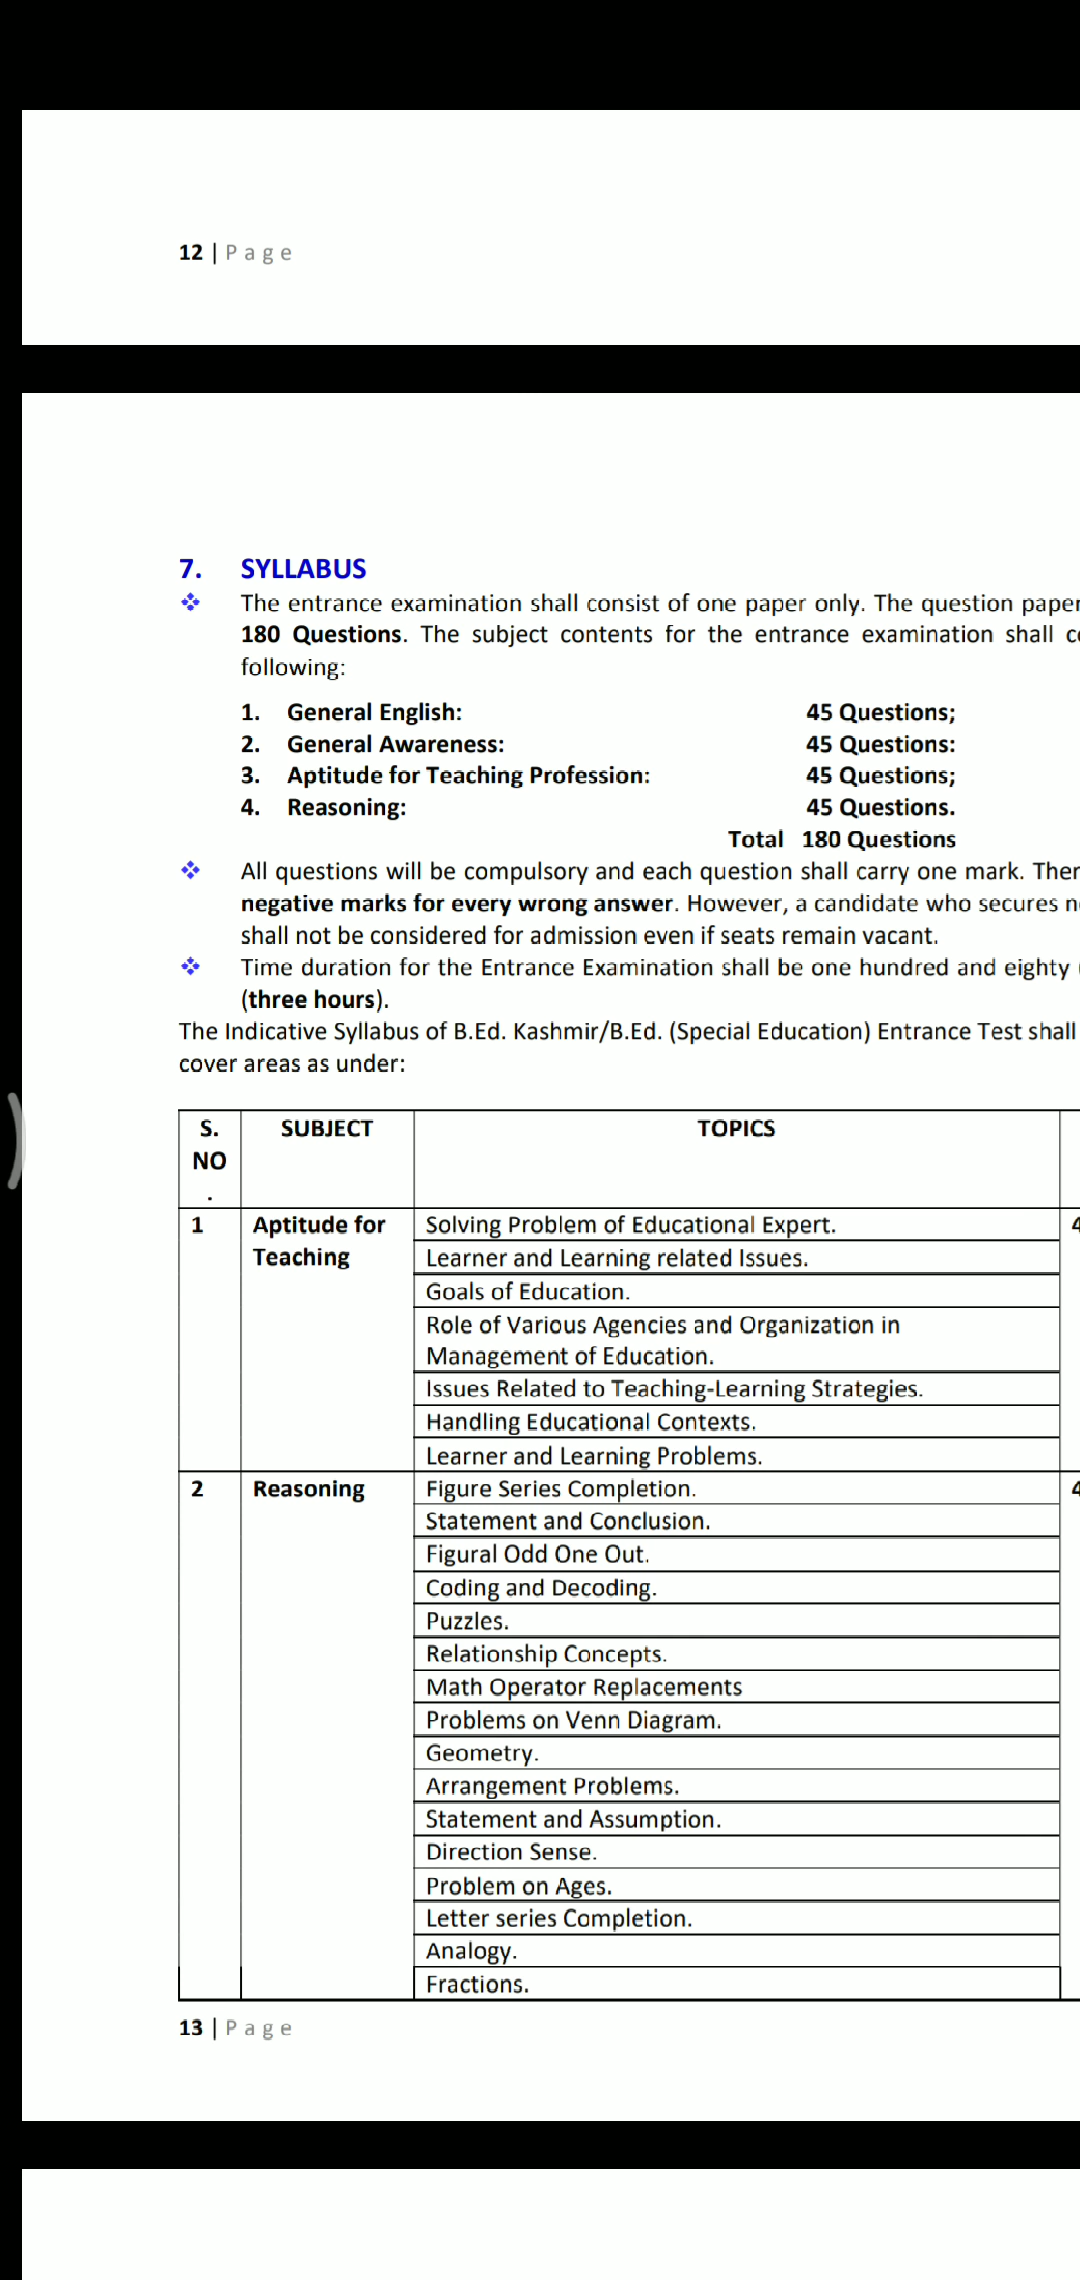 12 | Page
7. SYLLABUS
The entrance examination shall consist of one paper only. The question paper
180 Questions. The subject contents for the entrance examination shall
following:
1. General English: 45 Questions;
2. General Awareness: 45 Questions:
3. Aptitude for Teaching Profession: 45 Questions;
4. Reasoning: 45 Questions.
Total 180 Questions
All questions will be compulsory and each question shall carry one mark.
negative marks for every wrong answer. However, a candidate who secures
shall not be considered for admission even if seats remain vacant.
Time duration for the Entrance Examination shall be one hundred and eighty
(three hours).
The Indicative Syllabus of B.Ed. Kashmir/B.Ed. (Special Education) Entrance Test shall
cover areas as under:
S. NO . SUBJECT TOPICS
1 Aptitude for Teaching Solving Problem of Educational Expert.
Learner and Learning related Issues.
Goals of Education.
Role of Various Agencies and Organization in
Management of Education.
Issues Related to Teaching-Learning Strategies.
Handling Educational Contexts.
Learner and Learning Problems.
2 Reasoning Figure Series Completion.
Statement and Conclusion.
Figural Odd One Out.
Coding and Decoding.
Puzzles.
Relationship Concepts.
Math Operator Replacements
Problems on Venn Diagram.
Geometry.
Arrangement Problems.
Statement and Assumption.
Direction Sense.
Problem on Ages.
Letter series Completion.
Analogy.
Fractions.
13 | Page